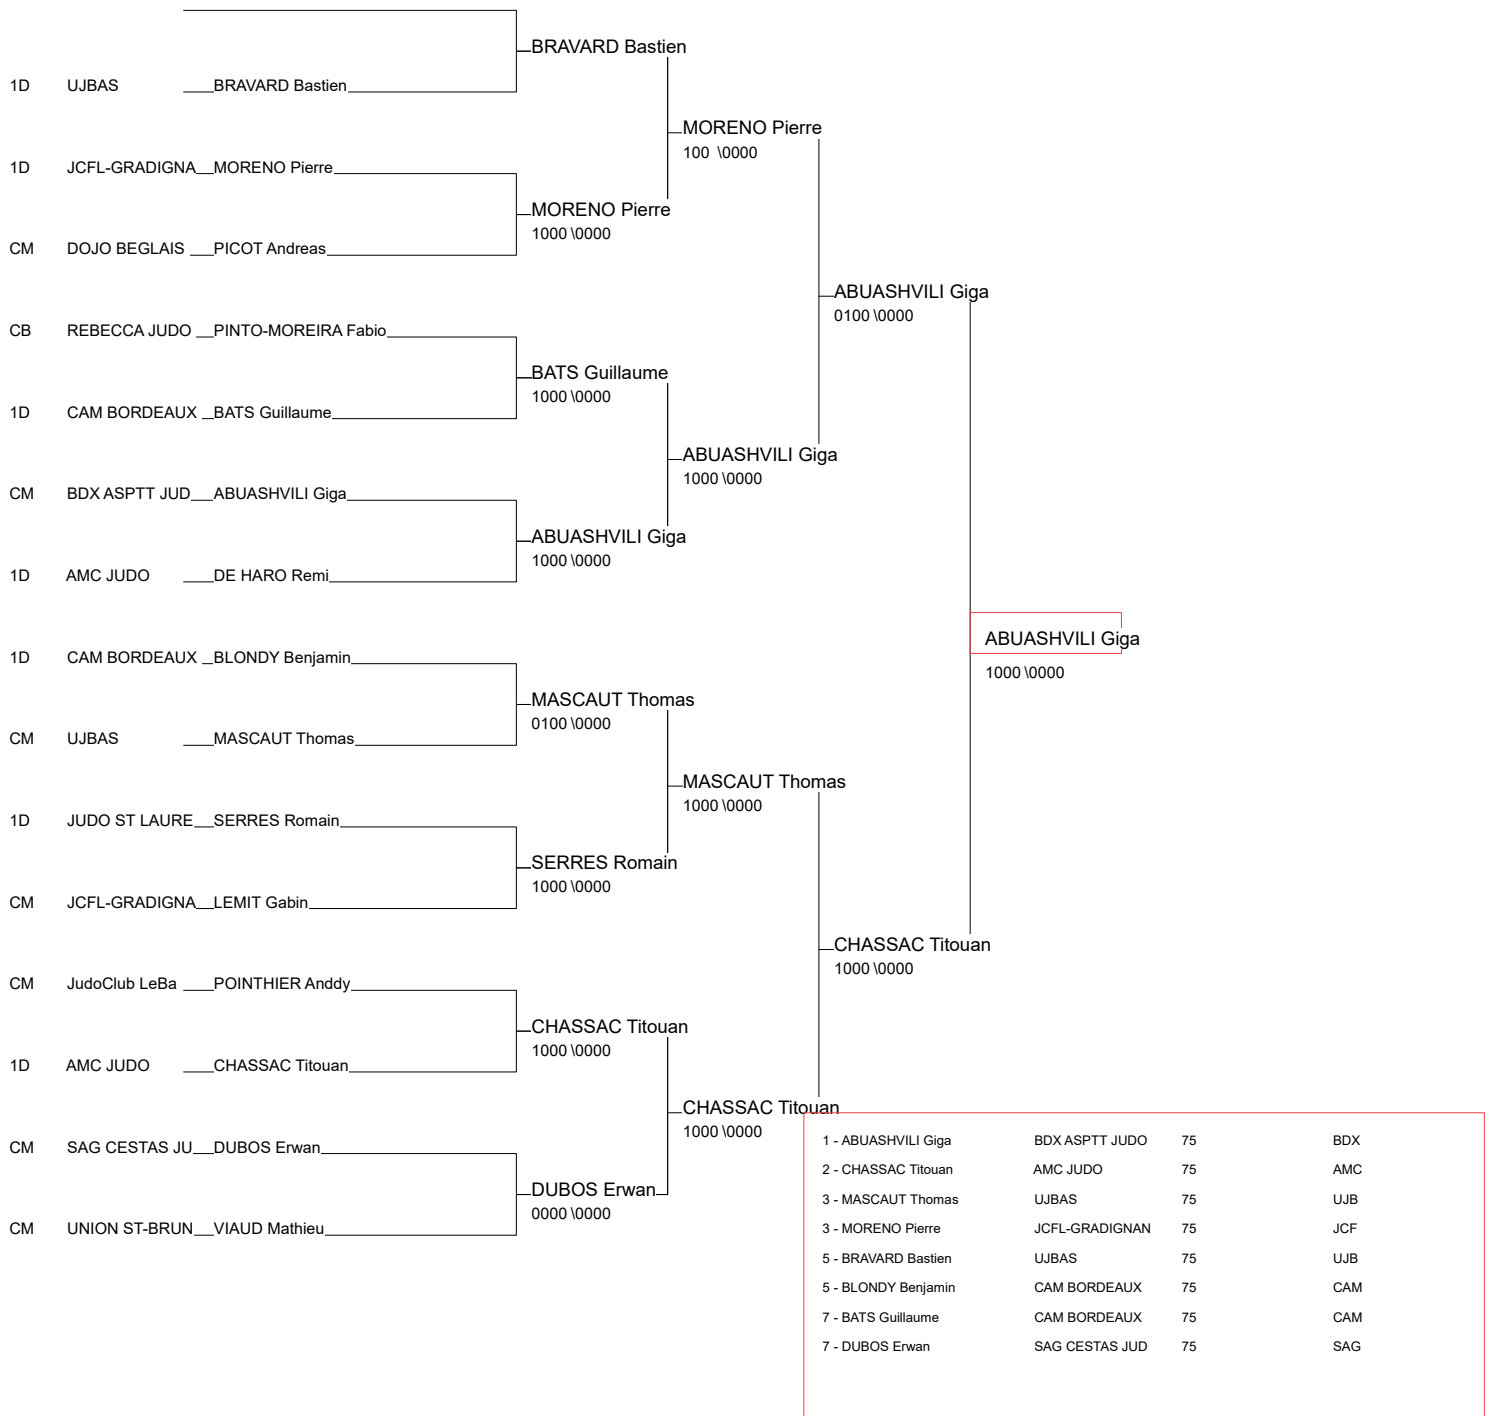 BRAVARD Bastien
1D UJBAS BRAVARD Bastien
MORENO Pierre
100 \0000
1D JCFL-GRADIGNA MORENO Pierre
MORENO Pierre
1000 \0000
CM DOJO BEGLAIS PICOT Andreas
ABUASHVILI Giga
0100 \0000
CB REBECCA JUDO PINTO-MOREIRA Fabio
BATS Guillaume
1000 \0000
1D CAM BORDEAUX BATS Guillaume
ABUASHVILI Giga
1000 \0000
CM BDX ASPTT JUD ABUASHVILI Giga
ABUASHVILI Giga
1000 \0000
1D AMC JUDO DE HARO Remi
ABUASHVILI Giga
1000 \0000
1D CAM BORDEAUX BLONDY Benjamin
MASCAUT Thomas
0100 \0000
CM UJBAS MASCAUT Thomas
MASCAUT Thomas
1000 \0000
1D JUDO ST LAURE SERRES Romain
SERRES Romain
1000 \0000
CM JCFL-GRADIGNA LEMIT Gabin
CHASSAC Titouan
1000 \0000
CM JudoClub LeBa POINTHIER Anddy
CHASSAC Titouan
1000 \0000
1D AMC JUDO CHASSAC Titouan
CHASSAC Titouan
1000 \0000
CM SAG CESTAS JU DUBOS Erwan
DUBOS Erwan
0000 \0000
CM UNION ST-BRUN VIAUD Mathieu
1 - ABUASHVILI Giga BDX ASPTT JUDO 75 BDX
2 - CHASSAC Titouan AMC JUDO 75 AMC
3 - MASCAUT Thomas UJBAS 75 UJB
3 - MORENO Pierre JCFL-GRADIGNAN 75 JCF
5 - BRAVARD Bastien UJBAS 75 UJB
5 - BLONDY Benjamin CAM BORDEAUX 75 CAM
7 - BATS Guillaume CAM BORDEAUX 75 CAM
7 - DUBOS Erwan SAG CESTAS JUD 75 SAG